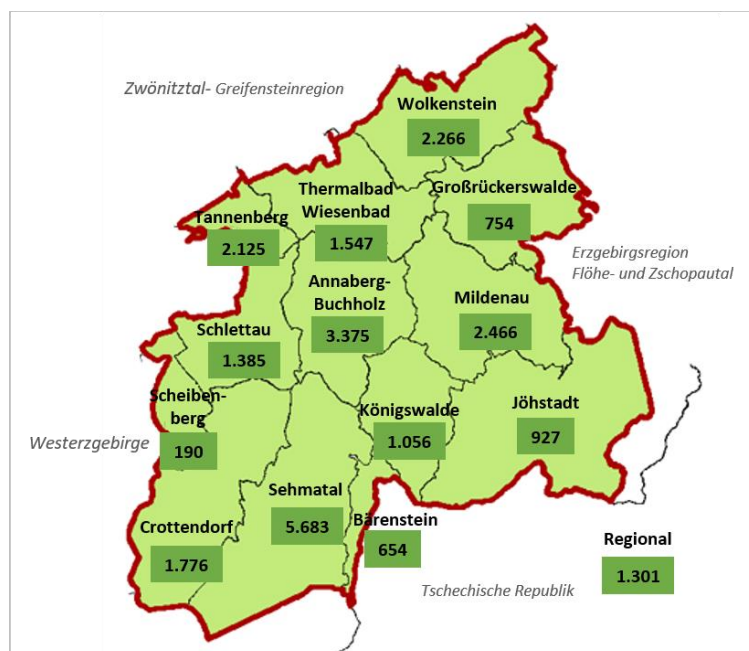 Zwönitztal- Greifensteinregion
Wolkenstein
2.266
Großrückerswalde
754
Thermalbad
Wiesenbad
1.547
Tannenberg
2.125
Erzgebirgsregion
Flöhe- und Zschopautal
Annaberg-
Buchholz
3.375
Mildenau
2.466
Schlettau
1.385
Scheiben-
berg
190
Westerzgebirge
Königswalde
1.056
Jöhstadt
927
Sehmatal
5.683
Bärenstein
654
Crottendorf
1.776
Regional
1.301
Tschechische Republik